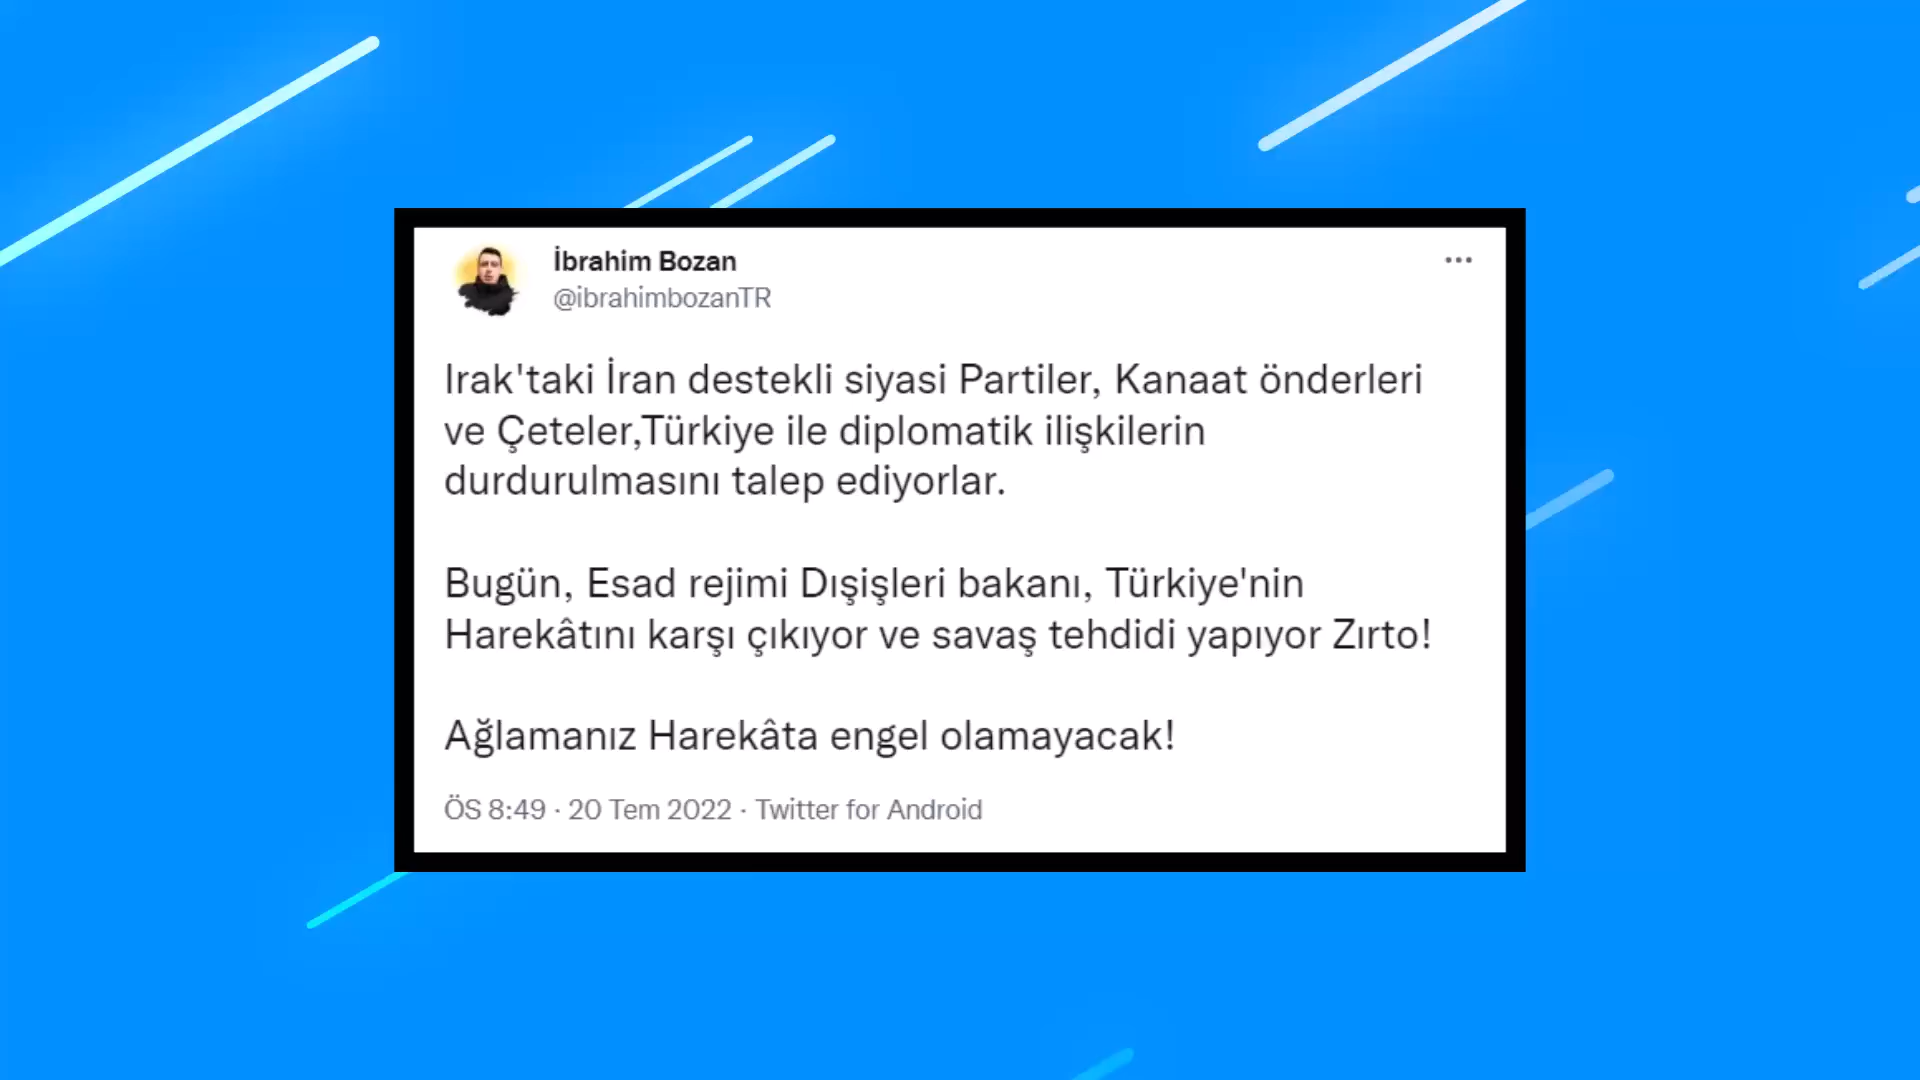 İbrahim Bozan
@ibrahimbozanTR
Irak'taki İran destekli siyasi Partiler, Kanaat önderleri
ve Çeteler,Türkiye ile diplomatik ilişkilerin
durdurulmasını talep ediyorlar.
Bugün, Esad rejimi Dışişleri bakanı, Türkiye'nin
Harekâtını karşı çıkıyor ve savaş tehdidi yapıyor Zırto!
Ağlamanız Harekâta engel olamayacak!
ÖS 8:49 · 20 Tem 2022 · Twitter for Android